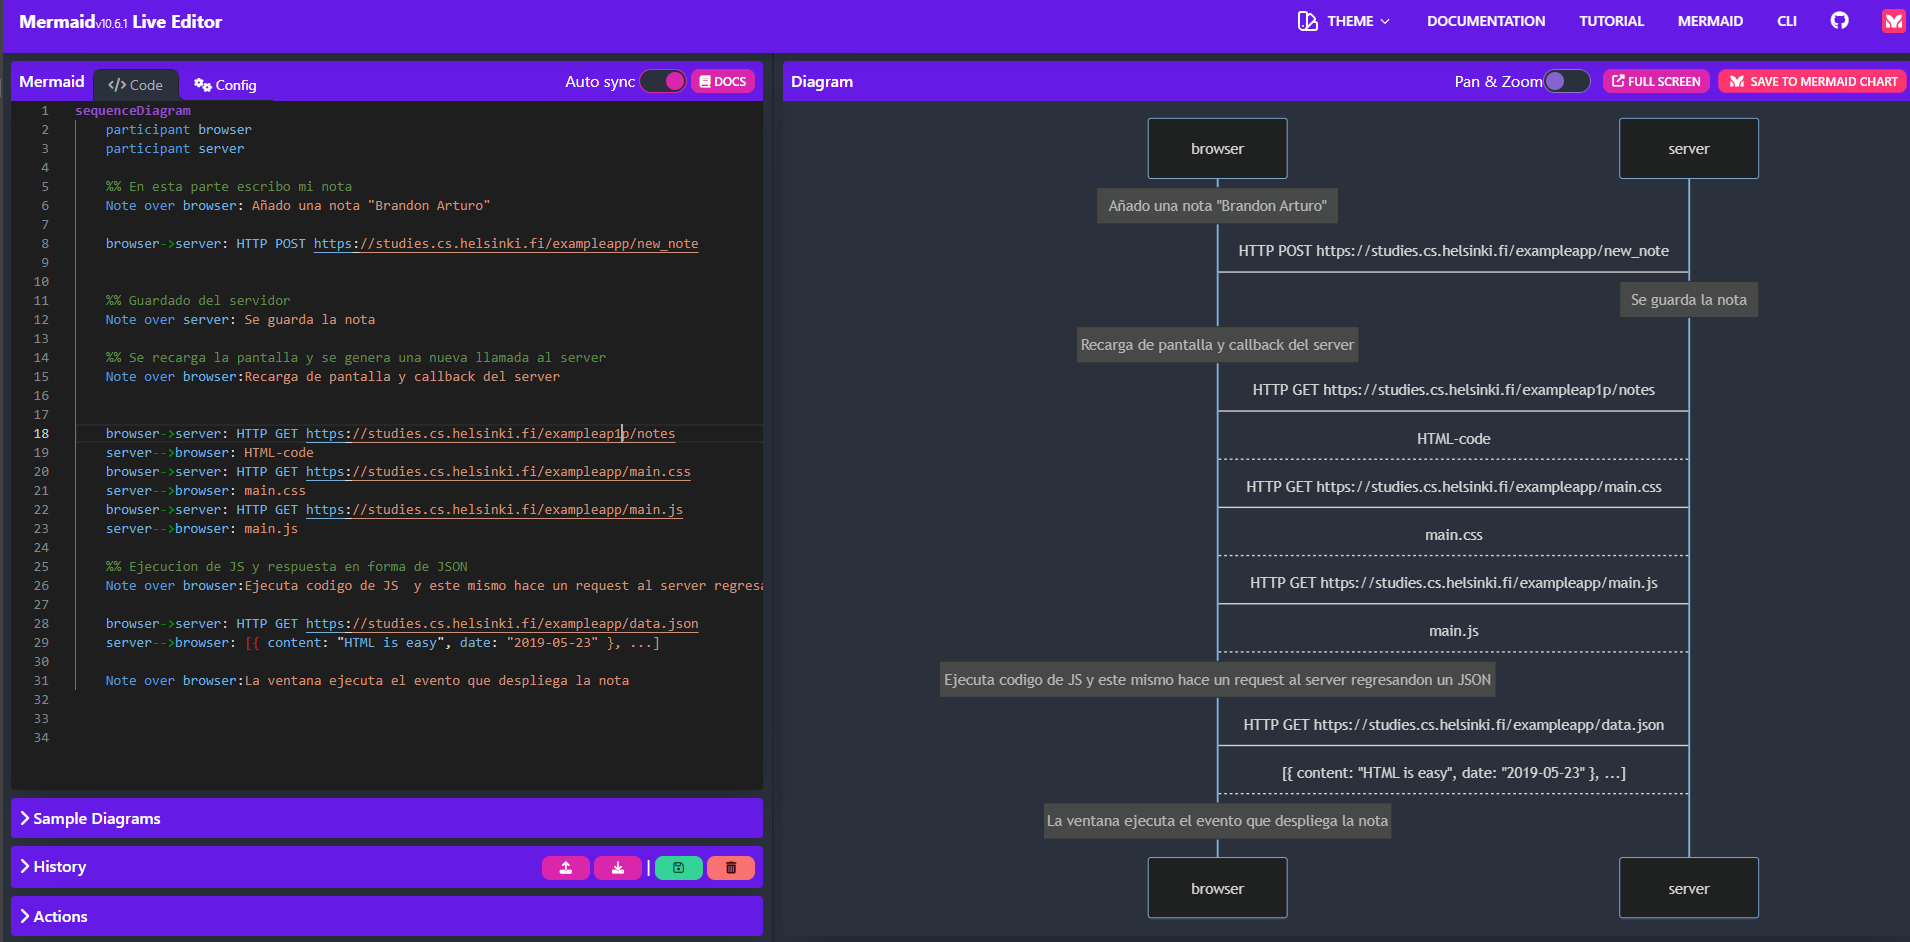 Mermaidv10.6.1 Live Editor
THEME
DOCUMENTATION
TUTORIAL
MERMAID
CLI
Mermaid
</> Code
Config
Auto sync
DOCS
1 sequenceDiagram
2 participant browser
3 participant server
4
5 %% En esta parte escribo mi nota
6 Note over browser: Añado una nota "Brandon Arturo"
7
8 browser->server: HTTP POST https://studies.cs.helsinki.fi/exampleapp/new_note
9
10
11 %% Guardado del servidor
12 Note over server: Se guarda la nota
13
14 %% Se recarga la pantalla y se genera una nueva llamada al server
15 Note over browser:Recarga de pantalla y callback del server
16
17
18 browser->server: HTTP GET https://studies.cs.helsinki.fi/exampleap1p/notes
19 server-->browser: HTML-code
20 browser->server: HTTP GET https://studies.cs.helsinki.fi/exampleapp/main.css
21 server-->browser: main.css
22 browser->server: HTTP GET https://studies.cs.helsinki.fi/exampleapp/main.js
23 server-->browser: main.js
24
25 %% Ejecucion de JS y respuesta en forma de JSON
26 Note over browser:Ejecuta codigo de JS  y este mismo hace un request al server regresa
27
28 browser->server: HTTP GET https://studies.cs.helsinki.fi/exampleapp/data.json
29 server-->browser: [{ content: "HTML is easy", date: "2019-05-23" }, ...]
30
31 Note over browser:La ventana ejecuta el evento que despliega la nota
32
33
34
Sample Diagrams
History
Actions
Diagram
Pan & Zoom
FULL SCREEN
SAVE TO MERMAID CHART
browser
server
Añado una nota "Brandon Arturo"
HTTP POST https://studies.cs.helsinki.fi/exampleapp/new_note
Se guarda la nota
Recarga de pantalla y callback del server
HTTP GET https://studies.cs.helsinki.fi/exampleap1p/notes
HTML-code
HTTP GET https://studies.cs.helsinki.fi/exampleapp/main.css
main.css
HTTP GET https://studies.cs.helsinki.fi/exampleapp/main.js
main.js
Ejecuta codigo de JS y este mismo hace un request al server regresandon un JSON
HTTP GET https://studies.cs.helsinki.fi/exampleapp/data.json
[{ content: "HTML is easy", date: "2019-05-23" }, ...]
La ventana ejecuta el evento que despliega la nota
browser
server